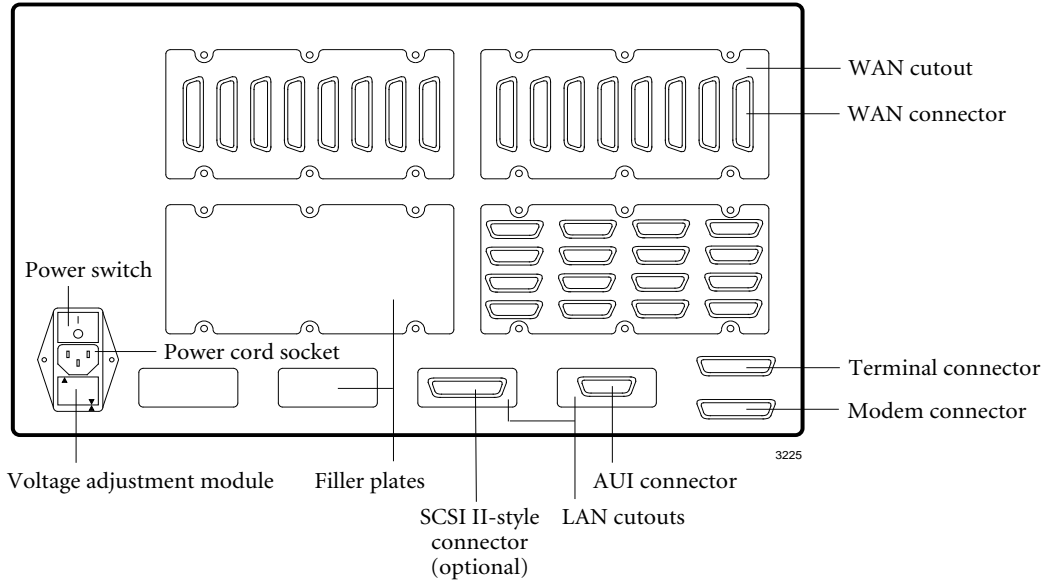 WAN cutout
WAN connector
Power switch
Power cord socket
Terminal connector
Modem connector
3225
Voltage adjustment module
Filler plates
AUI connector
SCSI II-style
connector
(optional)
LAN cutouts